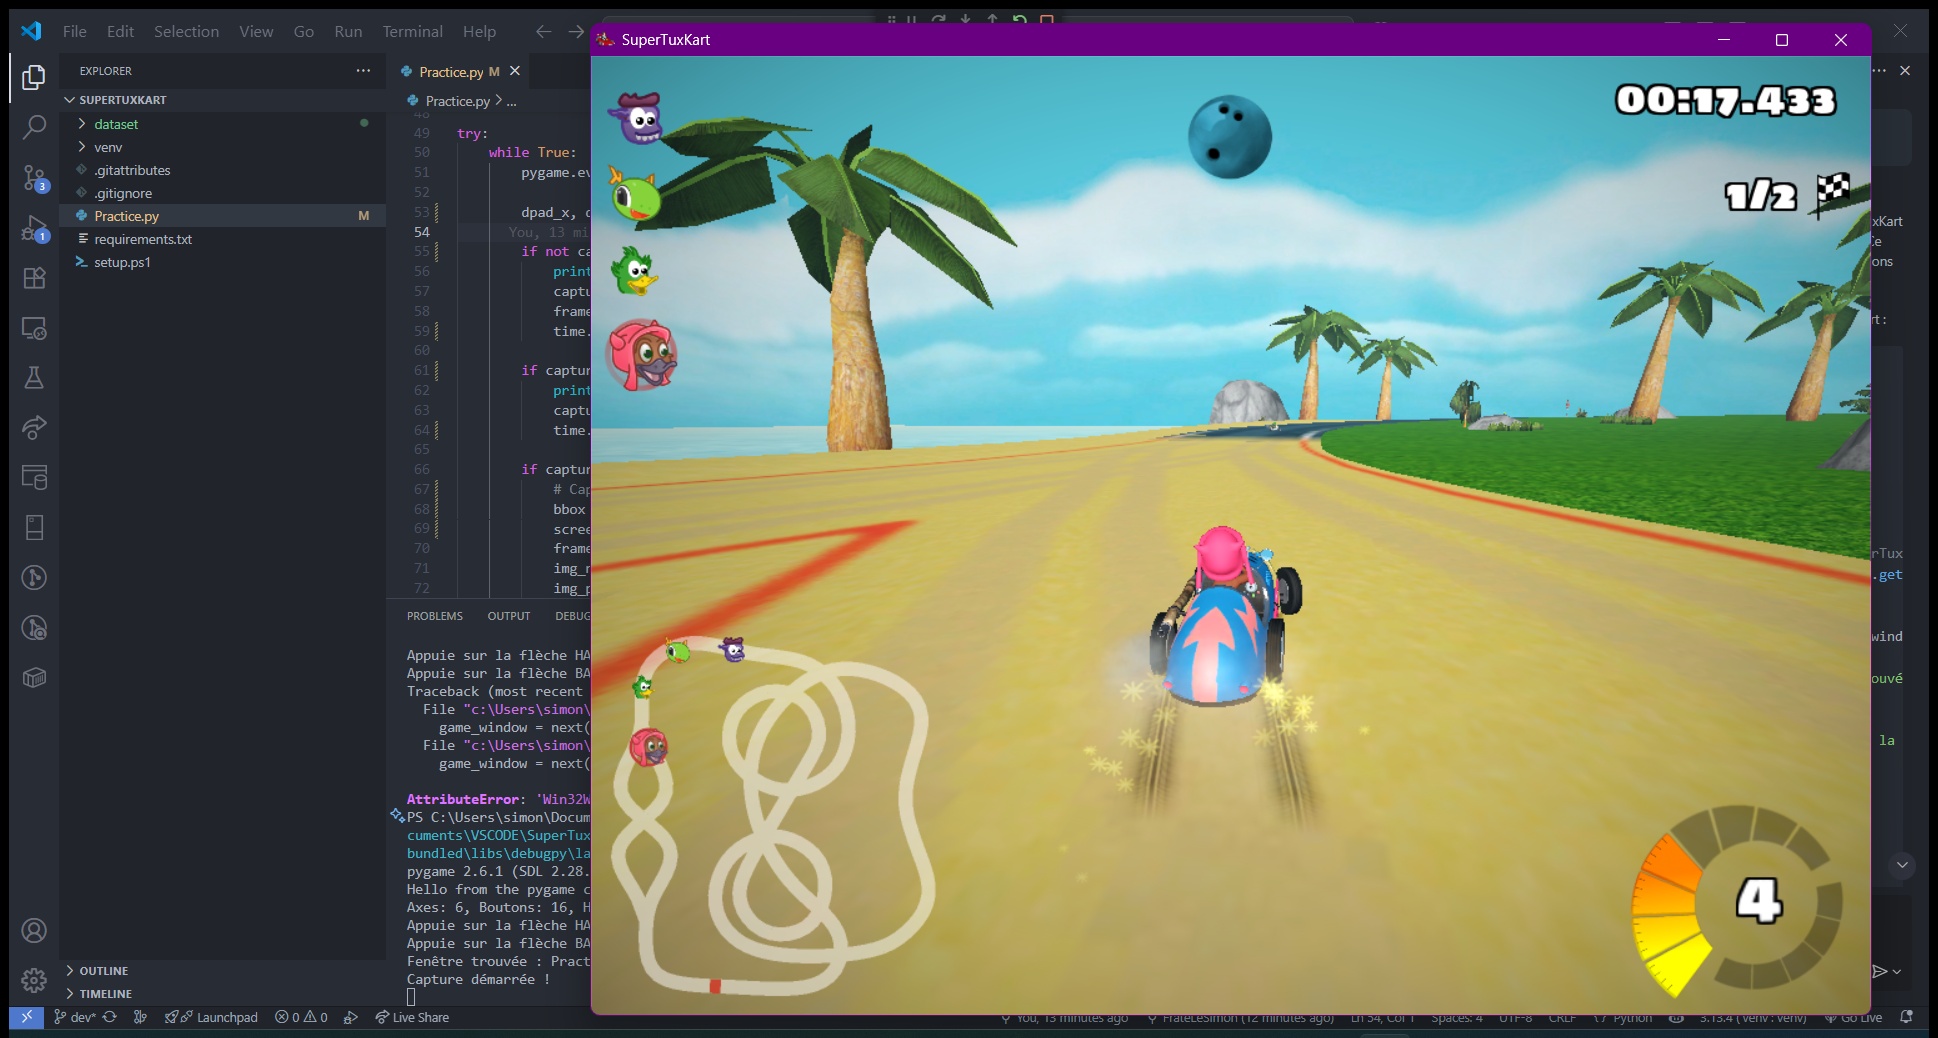 File Edit Selection View Go Run Terminal Help
SuperTuxKart
EXPLORER
SUPERTUXKART
dataset
venv
.gitattributes
3
.gitignore
Practice.py M
1
requirements.txt
setup.ps1
OUTLINE
TIMELINE
Practice.py M
Practice.py > ...
48
49 try:
50 while True:
51 pygame.ev
52
53 dpad_x,
54 You, 13 mi
55 if not ca
56 print
57 captu
58 frame
59 time.
60
61 if captur
62 print
63 captu
64 time.
65
66 if captur
67 # Cap
68 bbox
69 scree
70 frame
71 img_
72 img_p
PROBLEMS OUTPUT DEBUG
Appuie sur la flèche HA
Appuie sur la flèche BA
Traceback (most recent
File "c:\Users\simon\
game_window = next(
File "c:\Users\simon\
game_window = next(
AttributeError: 'Win32W
PS C:\Users\simon\Docum
cuments\VSCODE\SuperTux
bundled\libs\debugpy\la
pygame 2.6.1 (SDL 2.28.
Hello from the pygame c
Axes: 6, Boutons: 16, H
Appuie sur la flèche HA
Appuie sur la flèche BA
Fenêtre trouvée : Pract
Capture démarrée !
00:17.433
1/2
4
xKart
ons
rt:
rTux
.get
wind
ouvé
la
dev* Launchpad 0 0 Live Share
You, 13 minutes ago FrateLeSimon (12 minutes ago) Ln 54, Col 1 Spaces: 4 UTF-8 CRLF Python 3.13.4 ('venv': venv) Go Live